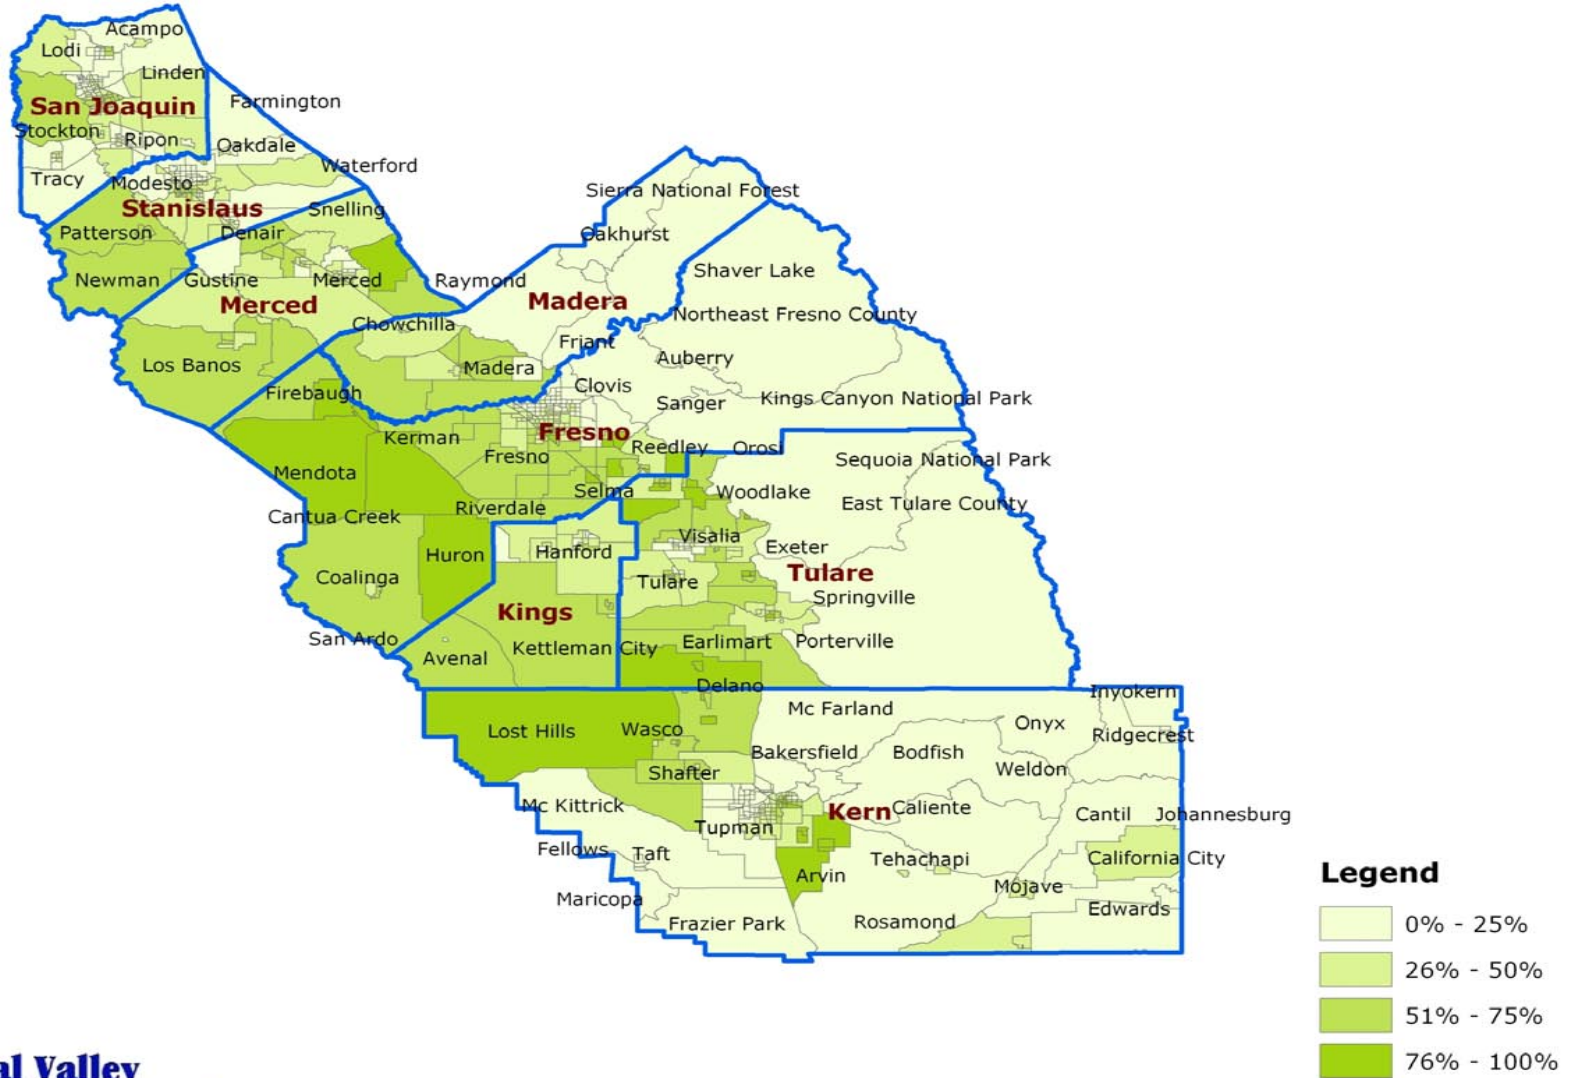 Acampo
Lodi
Linden
San Joaquin
Farmington
Stockton
Ripon
Oakdale
Waterford
Tracy
Modesto
Sierra National Forest
Stanislaus
Snelling
Patterson
Denair
Oakhurst
Newman
Gustine
Merced
Raymond
Shaver Lake
Merced
Madera
Northeast Fresno County
Chowchilla
Friant
Auberry
Los Banos
Madera
Clovis
Firebaugh
Sanger
Kings Canyon National Park
Fresno
Kerman
Reedley
Orosi
Fresno
Sequoia National Park
Mendota
Selma
Woodlake
East Tulare County
Cantua Creek
Riverdale
Visalia
Huron
Hanford
Exeter
Coalinga
Tulare
Tulare
Springville
Kings
San Ardo
Kettleman City
Earlimart
Porterville
Avenal
Delano
Inyokern
Mc Farland
Lost Hills
Wasco
Onyx
Ridgecrest
Bakersfield
Bodfish
Shafter
Weldon
Mc Kittrick
Kern
Caliente
Cantil
Johannesburg
Tupman
Fellows
Taft
Tehachapi
California City
Arvin
Mojave
Maricopa
Edwards
Frazier Park
Rosamond
Legend
0% - 25%
26% - 50%
51% - 75%
76% - 100%
al Valley